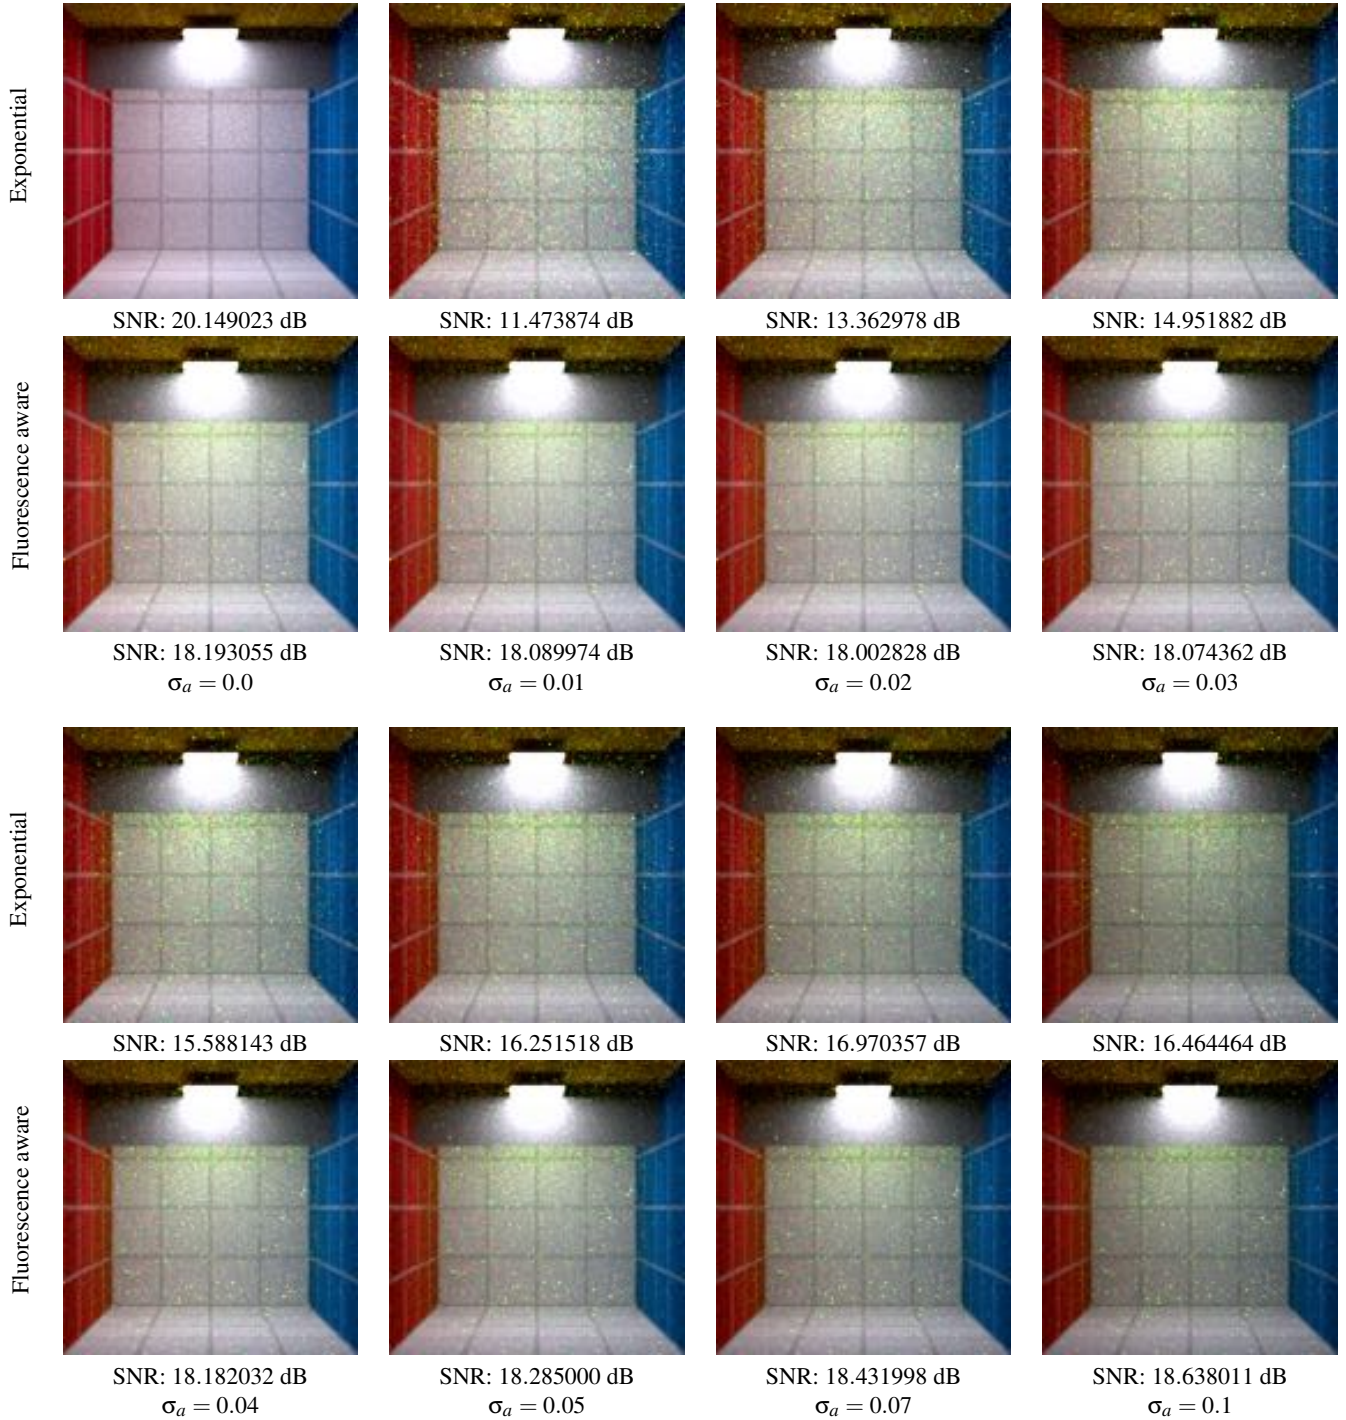 Exponential
SNR: 20.149023 dB
SNR: 11.473874 dB
SNR: 13.362978 dB
SNR: 14.951882 dB
Fluorescence aware
SNR: 18.193055 dB
SNR: 18.089974 dB
SNR: 18.002828 dB
SNR: 18.074362 dB
σa = 0.0
σa = 0.01
σa = 0.02
σa = 0.03
Exponential
SNR: 15.588143 dB
SNR: 16.251518 dB
SNR: 16.970357 dB
SNR: 16.464464 dB
Fluorescence aware
SNR: 18.182032 dB
SNR: 18.285000 dB
SNR: 18.431998 dB
SNR: 18.638011 dB
σa = 0.04
σa = 0.05
σa = 0.07
σa = 0.1